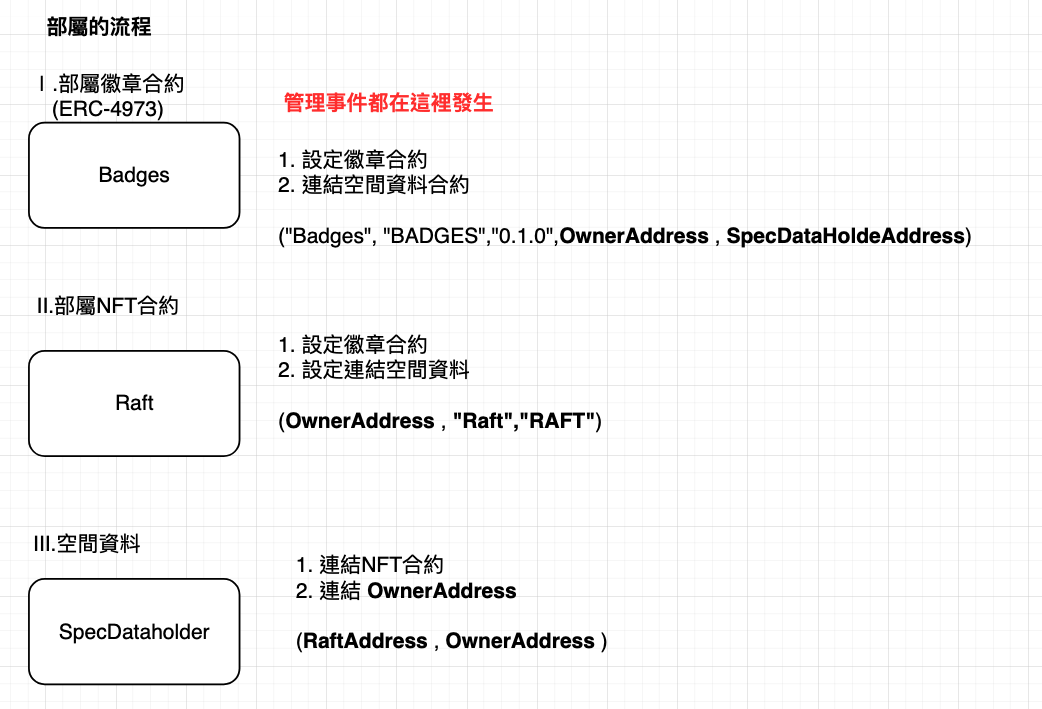 部屬的流程
I .部屬徽章合約
(ERC-4973)
管理事件都在這裡發生
Badges
1. 設定徽章合約
2. 連結空間資料合約
("Badges", "BADGES","0.1.0",OwnerAddress , SpecDataHoldeAddress)
II.部屬NFT合約
1. 設定徽章合約
2. 設定連結空間資料
Raft
(OwnerAddress , "Raft","RAFT")
III.空間資料
1. 連結NFT合約
2. 連結 OwnerAddress
SpecDataholder
(RaftAddress , OwnerAddress )